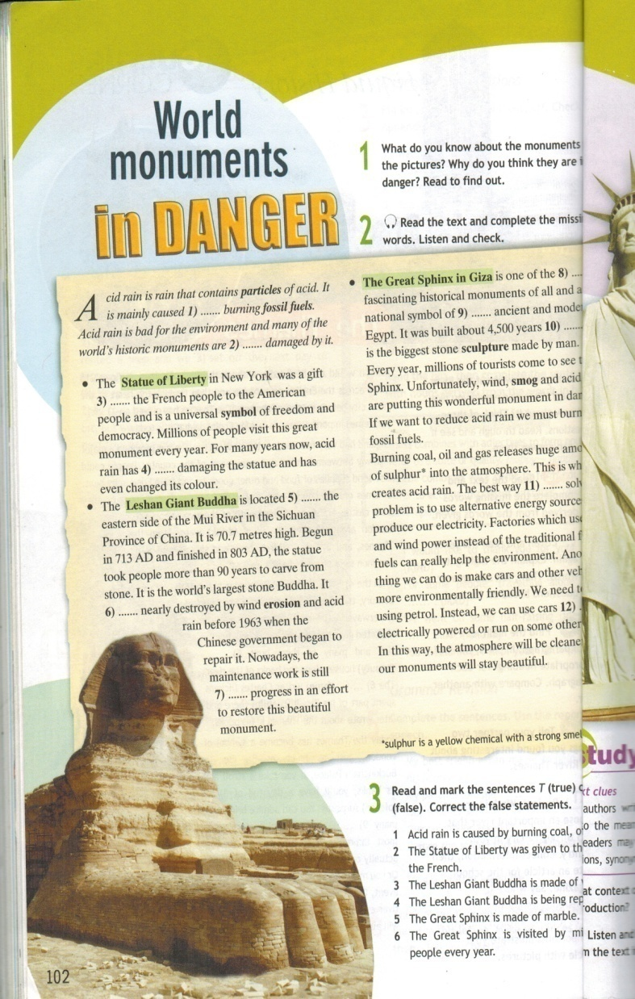 World
monuments
in DANGER
1 What do you know about the monuments
the pictures? Why do you think they are
danger? Read to find out.
2 Read the text and complete the
words. Listen and check.
Acid rain is rain that contains particles of acid. It
is mainly caused 1) ....... burning fossil fuels.
Acid rain is bad for the environment and many of the
world's historic monuments are 2) ....... damaged by it.
• The Statue of Liberty in New York was a gift
3) ....... the French people to the American
people and is a universal symbol of freedom and
democracy. Millions of people visit this great
monument every year. For many years now, acid
rain has 4) ....... damaging the statue and has
even changed its colour.
• The Leshan Giant Buddha is located 5) ....... the
eastern side of the Mui River in the Sichuan
Province of China. It is 70.7 metres high. Begun
in 713 AD and finished in 803 AD, the statue
took people more than 90 years to carve from
stone. It is the world's largest stone Buddha. It
6) ....... nearly destroyed by wind erosion and acid
rain before 1963 when the
Chinese government began to
repair it. Nowadays, the
maintenance work is still
7) ....... progress in an effort
to restore this beautiful
monument.
• The Great Sphinx in Giza is one of the 8) ....
fascinating historical monuments of all and a
national symbol of 9) ....... ancient and
Egypt. It was built about 4,500 years 10) .......
is the biggest stone sculpture made by man.
Every year, millions of tourists come to see
Sphinx. Unfortunately, wind, smog and acid
are putting this wonderful monument in
If we want to reduce acid rain we must burn
fossil fuels.
Burning coal, oil and gas releases huge
of sulphur* into the atmosphere. This is
creates acid rain. The best way 11) .......
problem is to use alternative energy
produce our electricity. Factories which
and wind power instead of the traditional
fuels can really help the environment.
thing we can do is make cars and other
more environmentally friendly. We need
using petrol. Instead, we can use cars 12) .
electrically powered or run on some other
In this way, the atmosphere will be
our monuments will stay beautiful.
*sulphur is a yellow chemical with a strong
3 Read and mark the sentences T (true)
(false). Correct the false statements.
1 Acid rain is caused by burning coal,
2 The Statue of Liberty was given to
the French.
3 The Leshan Giant Buddha is made of
4 The Leshan Giant Buddha is being
5 The Great Sphinx is made of marble.
6 The Great Sphinx is visited by
people every year.
102
study
clues
authors
the
may
context
Listen and
the text